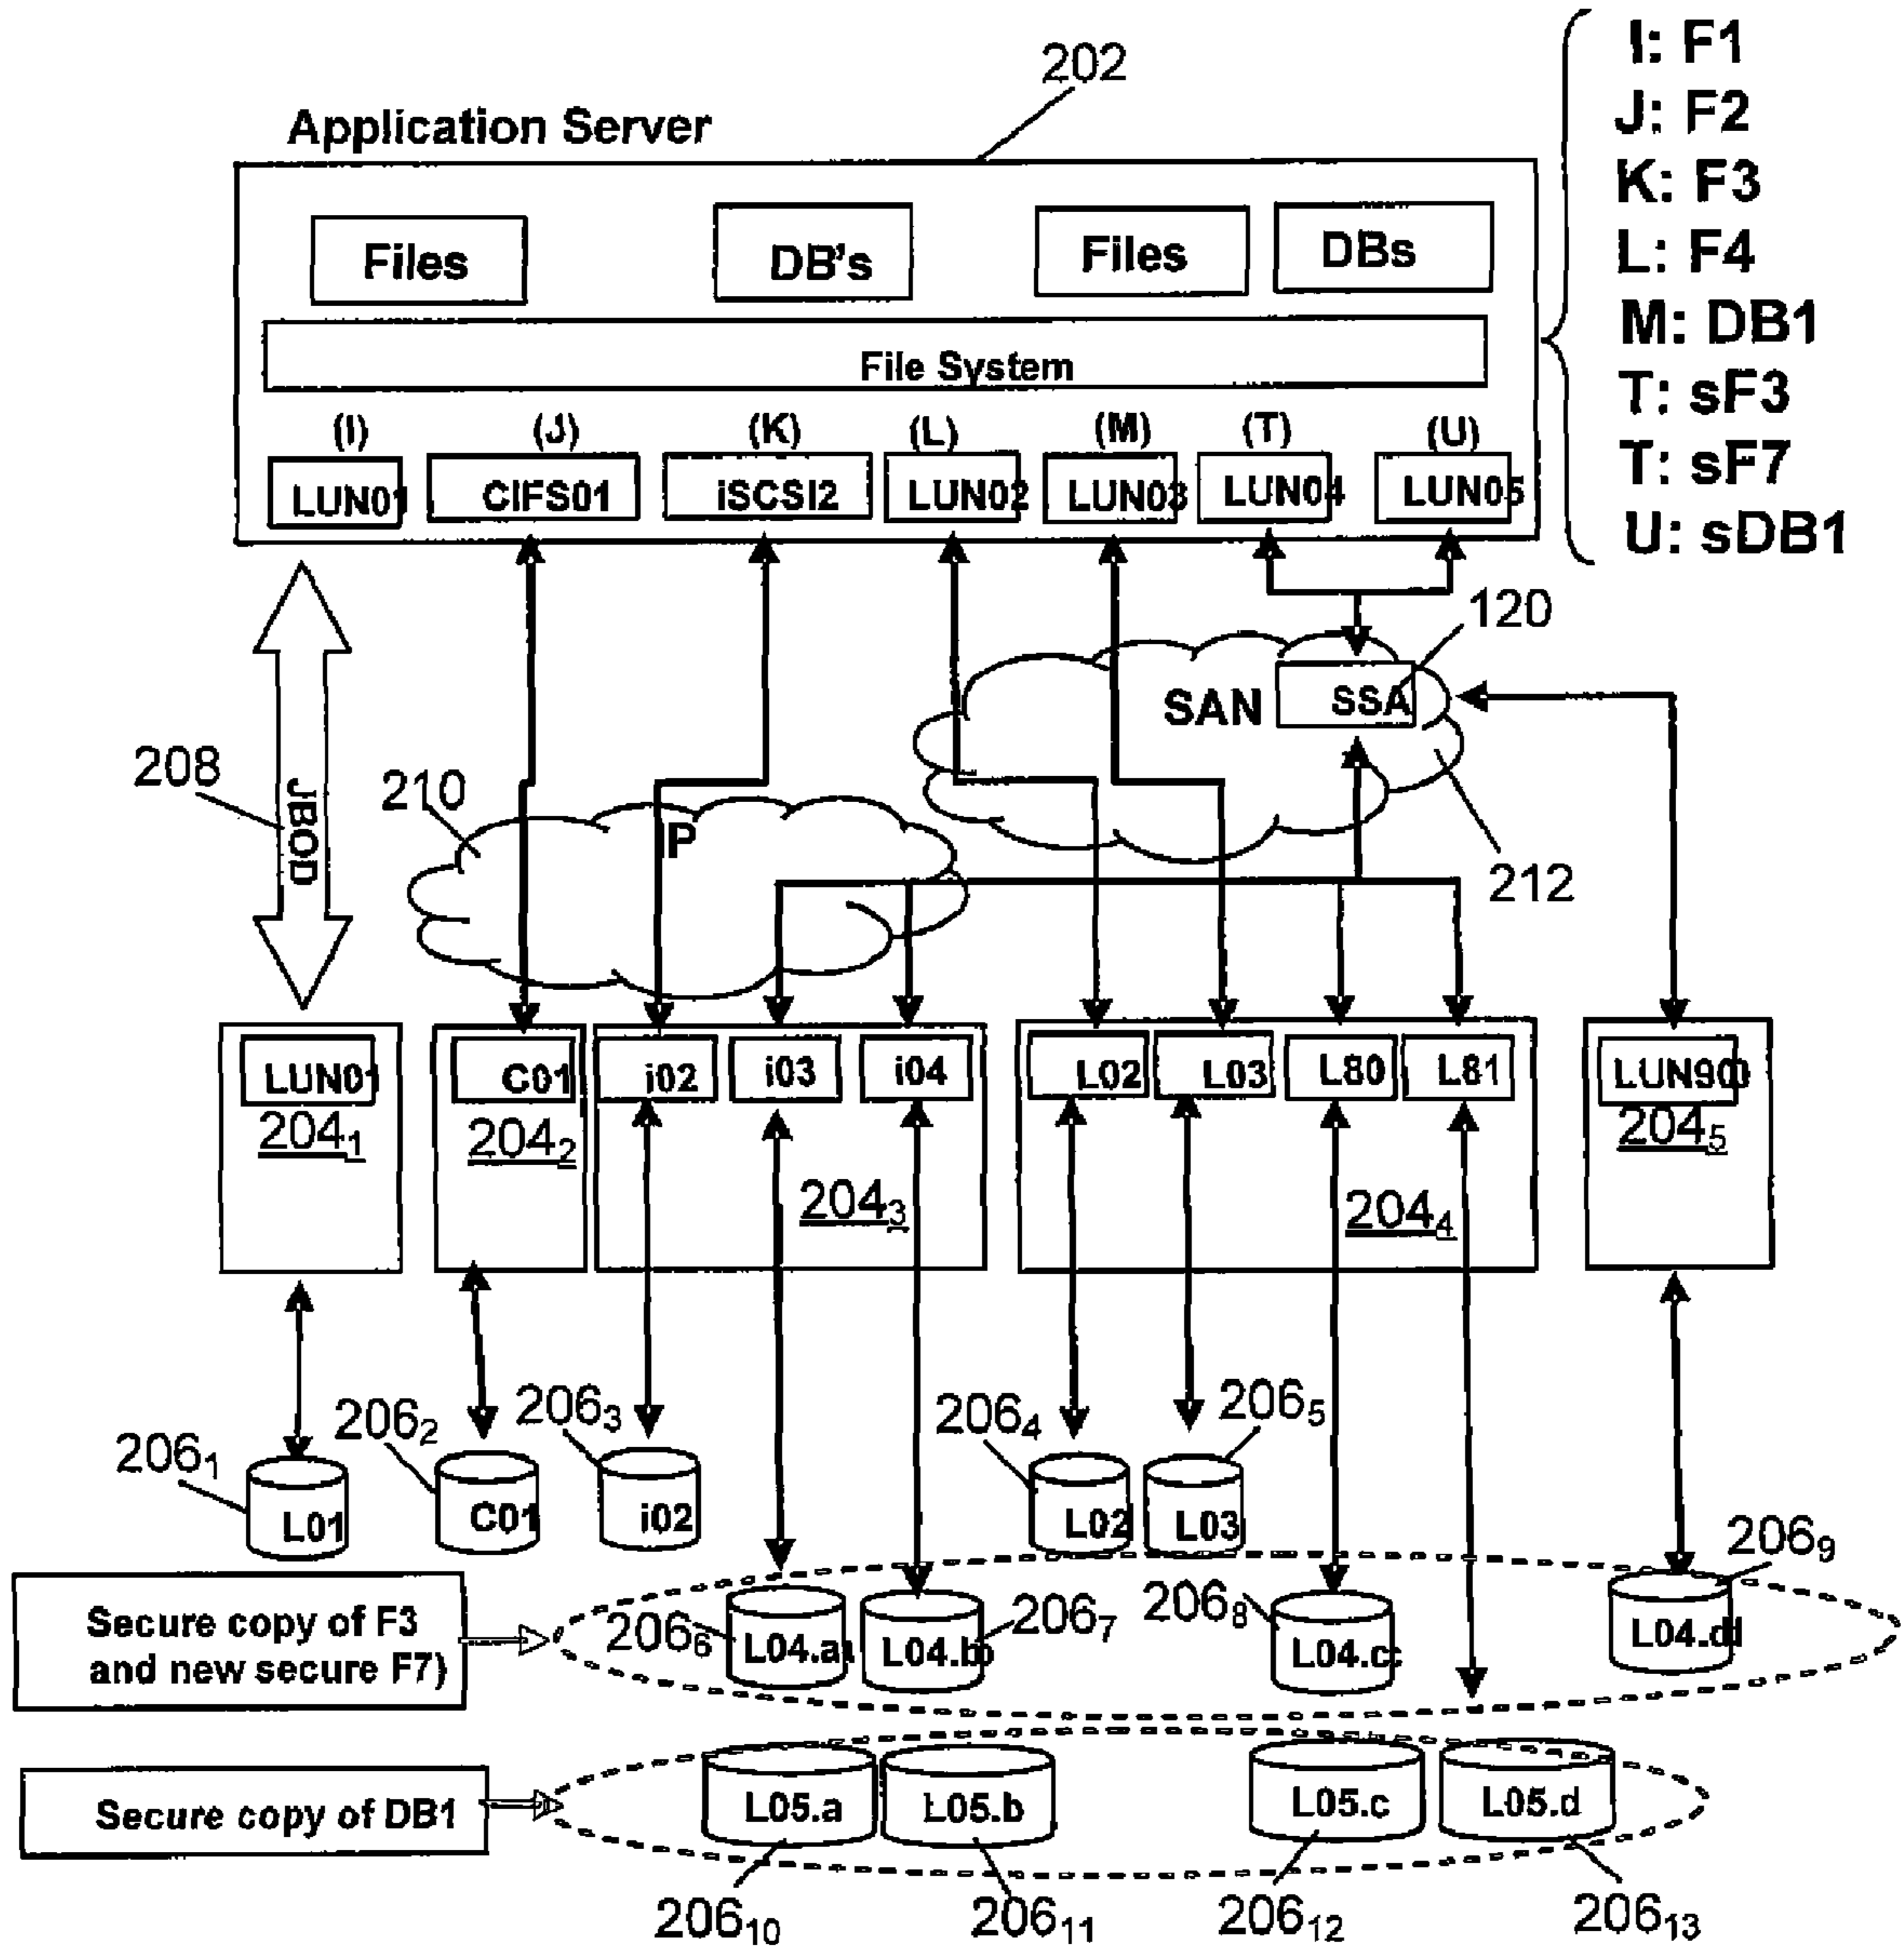 202
Application Server
I: F1
J: F2
K: F3
L: F4
M: DB1
T: sF3
T: sF7
U: sDB1
Files
DB's
Files
DBs
File System
(I)
(J)
(K)
(L)
(M)
(T)
(U)
LUN01
CIFS01
iSCSI2
LUN02
LUN03
LUN04
LUN05
120
SAN
SSA
208
JBOD
210
IP
212
LUN01
C01
i02
i03
i04
L02
L03
L80
L81
LUN90
204₁
204₂
204₃
204₄
204₅
206₁
206₂
206₃
206₄
206₅
L01
C01
i02
L02
L03
206₉
Secure copy of F3
and new secure F7)
206₆
L04.a
L04.b
206₇
206₈
L04.c
L04.d
Secure copy of DB1
L05.a
L05.b
L05.c
L05.d
206₁₀
206₁₁
206₁₂
206₁₃